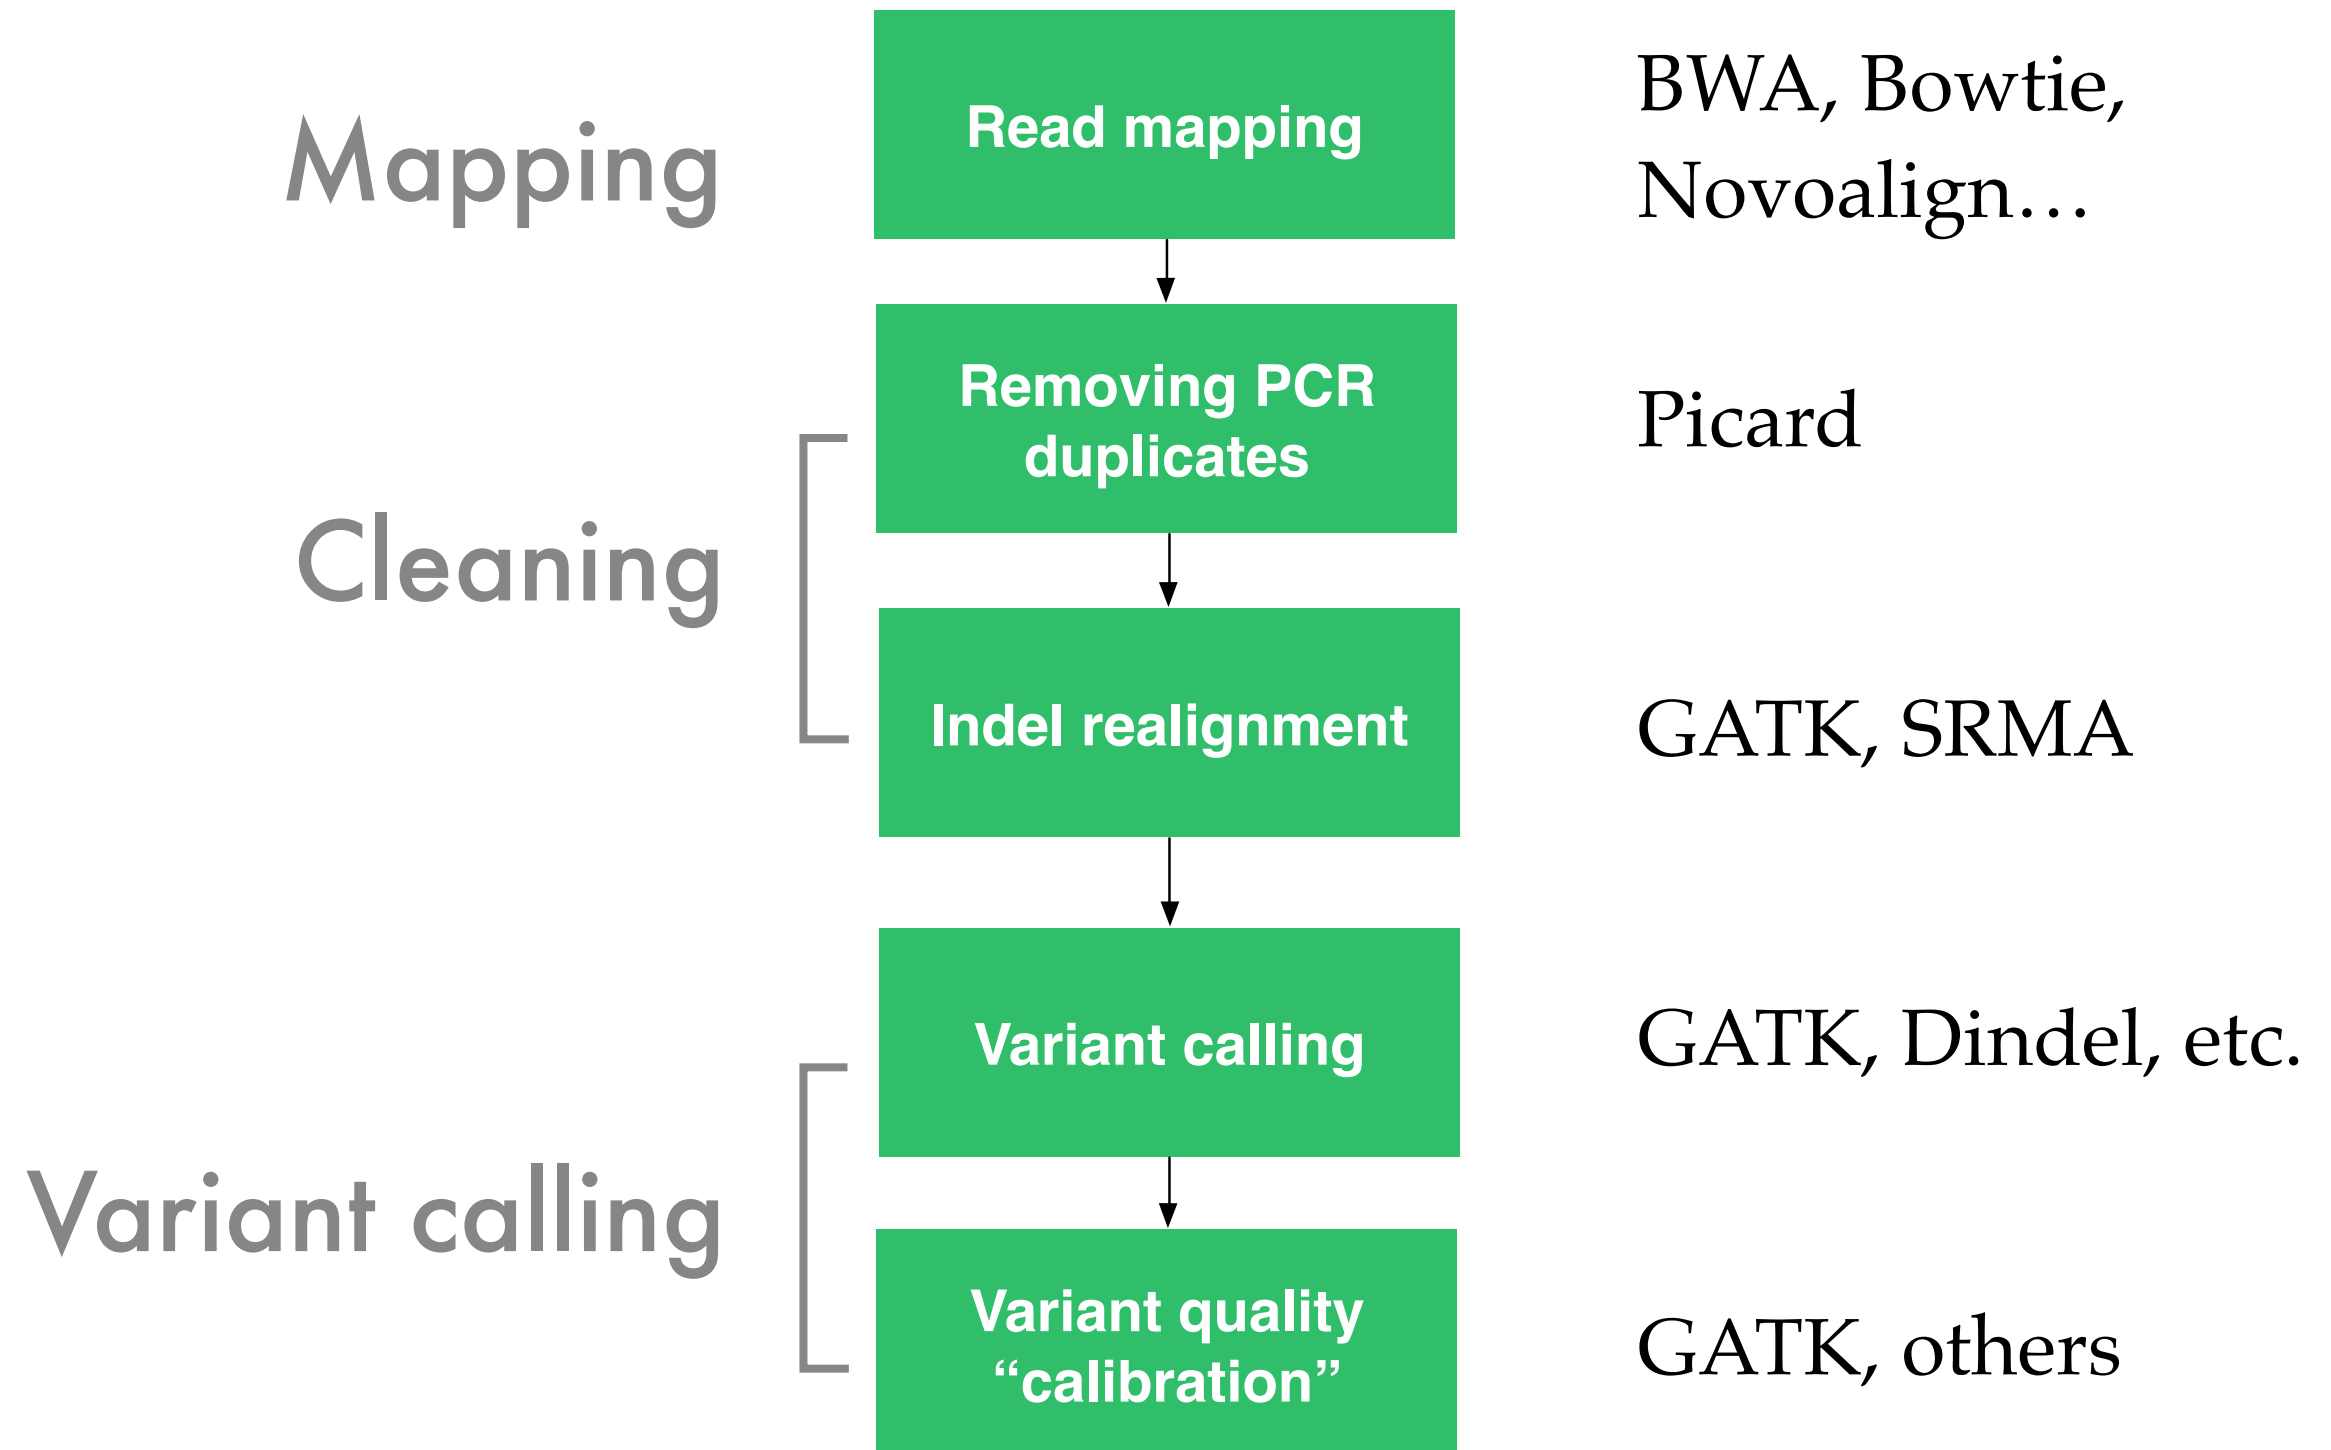 Mapping
Read mapping
BWA, Bowtie,
Novoalign…
Cleaning
Removing PCR
duplicates
Picard
Indel realignment
GATK, SRMA
Variant calling
Variant calling
GATK, Dindel, etc.
Variant quality
“calibration”
GATK, others